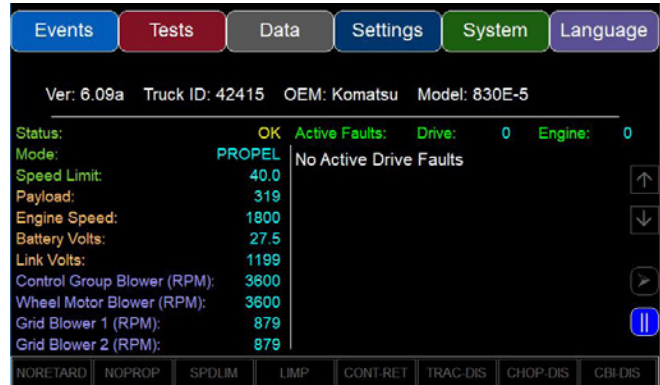 Events Tests Data Settings System Language
Ver: 6.09a Truck ID: 42415 OEM: Komatsu Model: 830E-5
Status: OK Active Faults: Drive: 0 Engine: 0
Mode: PROPEL No Active Drive Faults
Speed Limit: 40.0
Payload: 319
Engine Speed: 1800
Battery Volts: 27.5
Link Volts: 1199
Control Group Blower (RPM): 3600
Wheel Motor Blower (RPM): 3600
Grid Blower 1 (RPM): 879
Grid Blower 2 (RPM): 879
NORETARD NOPROP SPDLIM LIMP CONT-RET TRAC-DIS CHOP-DIS CBI-DIS